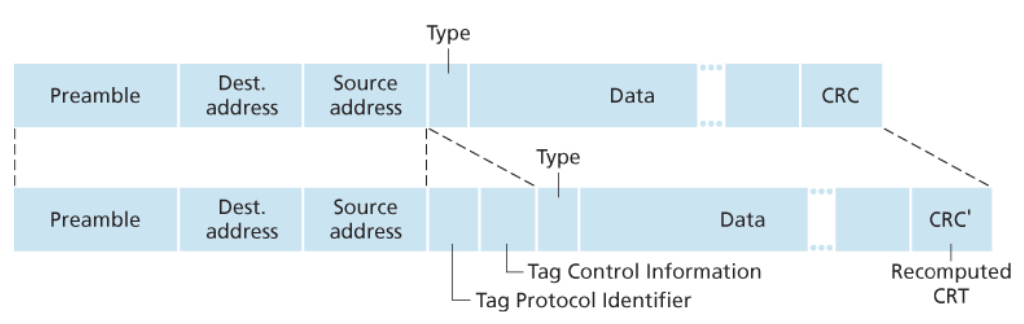 Type
Preamble
Dest.
address
Source
address
Data
CRC
Type
Preamble
Dest.
address
Source
address
Data
CRC'
Tag Control Information
Tag Protocol Identifier
Recomputed
CRT